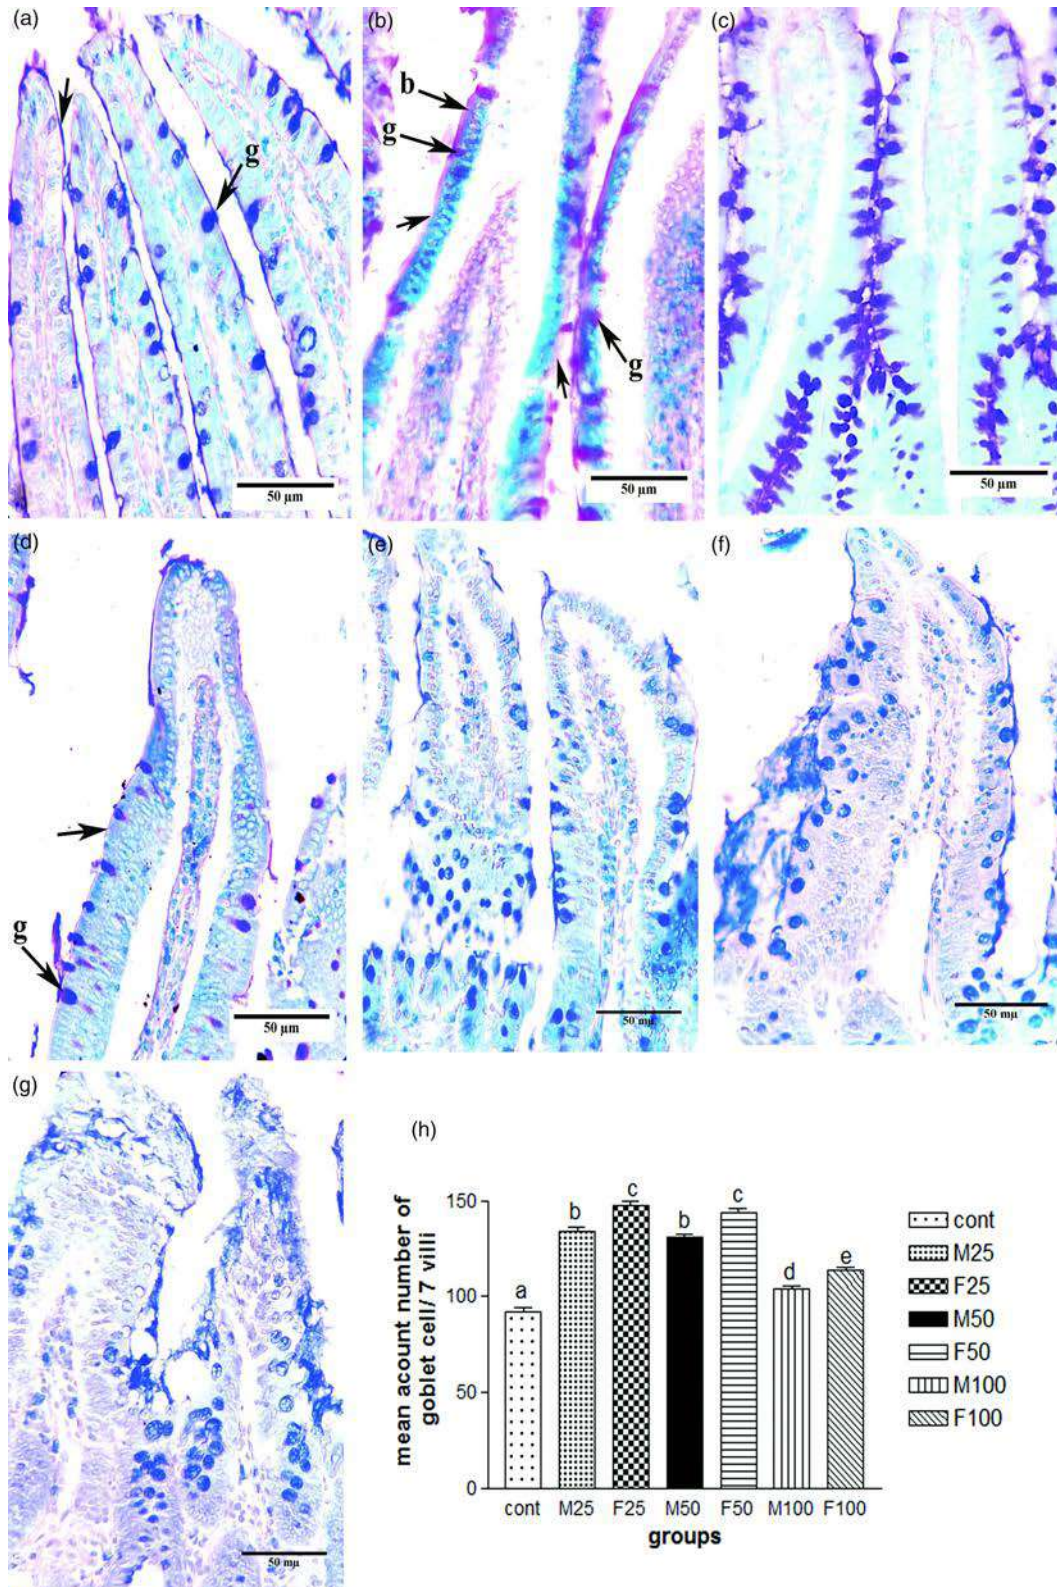 (a)
g
50 µm
(b)
b
g
g
50 µm
(c)
50 µm
(d)
g
50 µm
(e)
50 mµ
(f)
50 mµ
(g)
50 mµ
(h)
mean acount number of
goblet cell/ 7 villi
150
100
50
0
a
b
c
b
c
d
e
cont
M25
F25
M50
F50
M100
F100
groups
cont
M25
F25
M50
F50
M100
F100